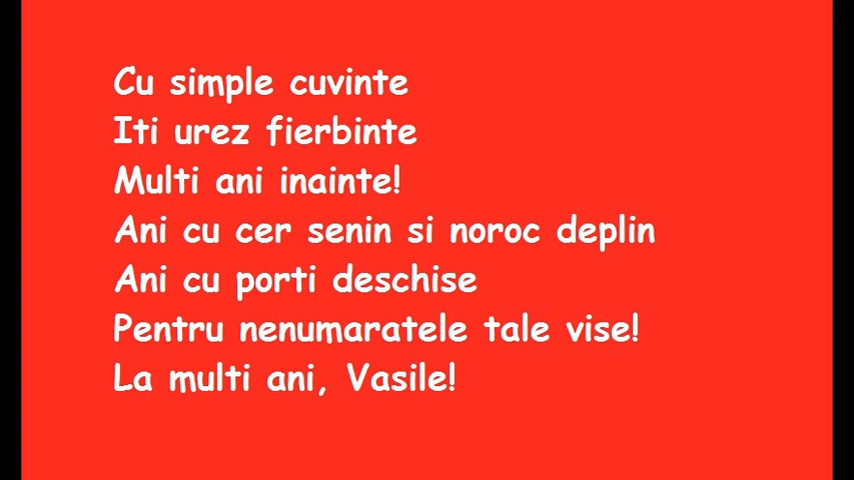 Cu simple cuvinte
Iti urez fierbinte
Multi ani inainte!
Ani cu cer senin si noroc deplin
Ani cu porti deschise
Pentru nenumaratele tale vise!
La multi ani, Vasile!